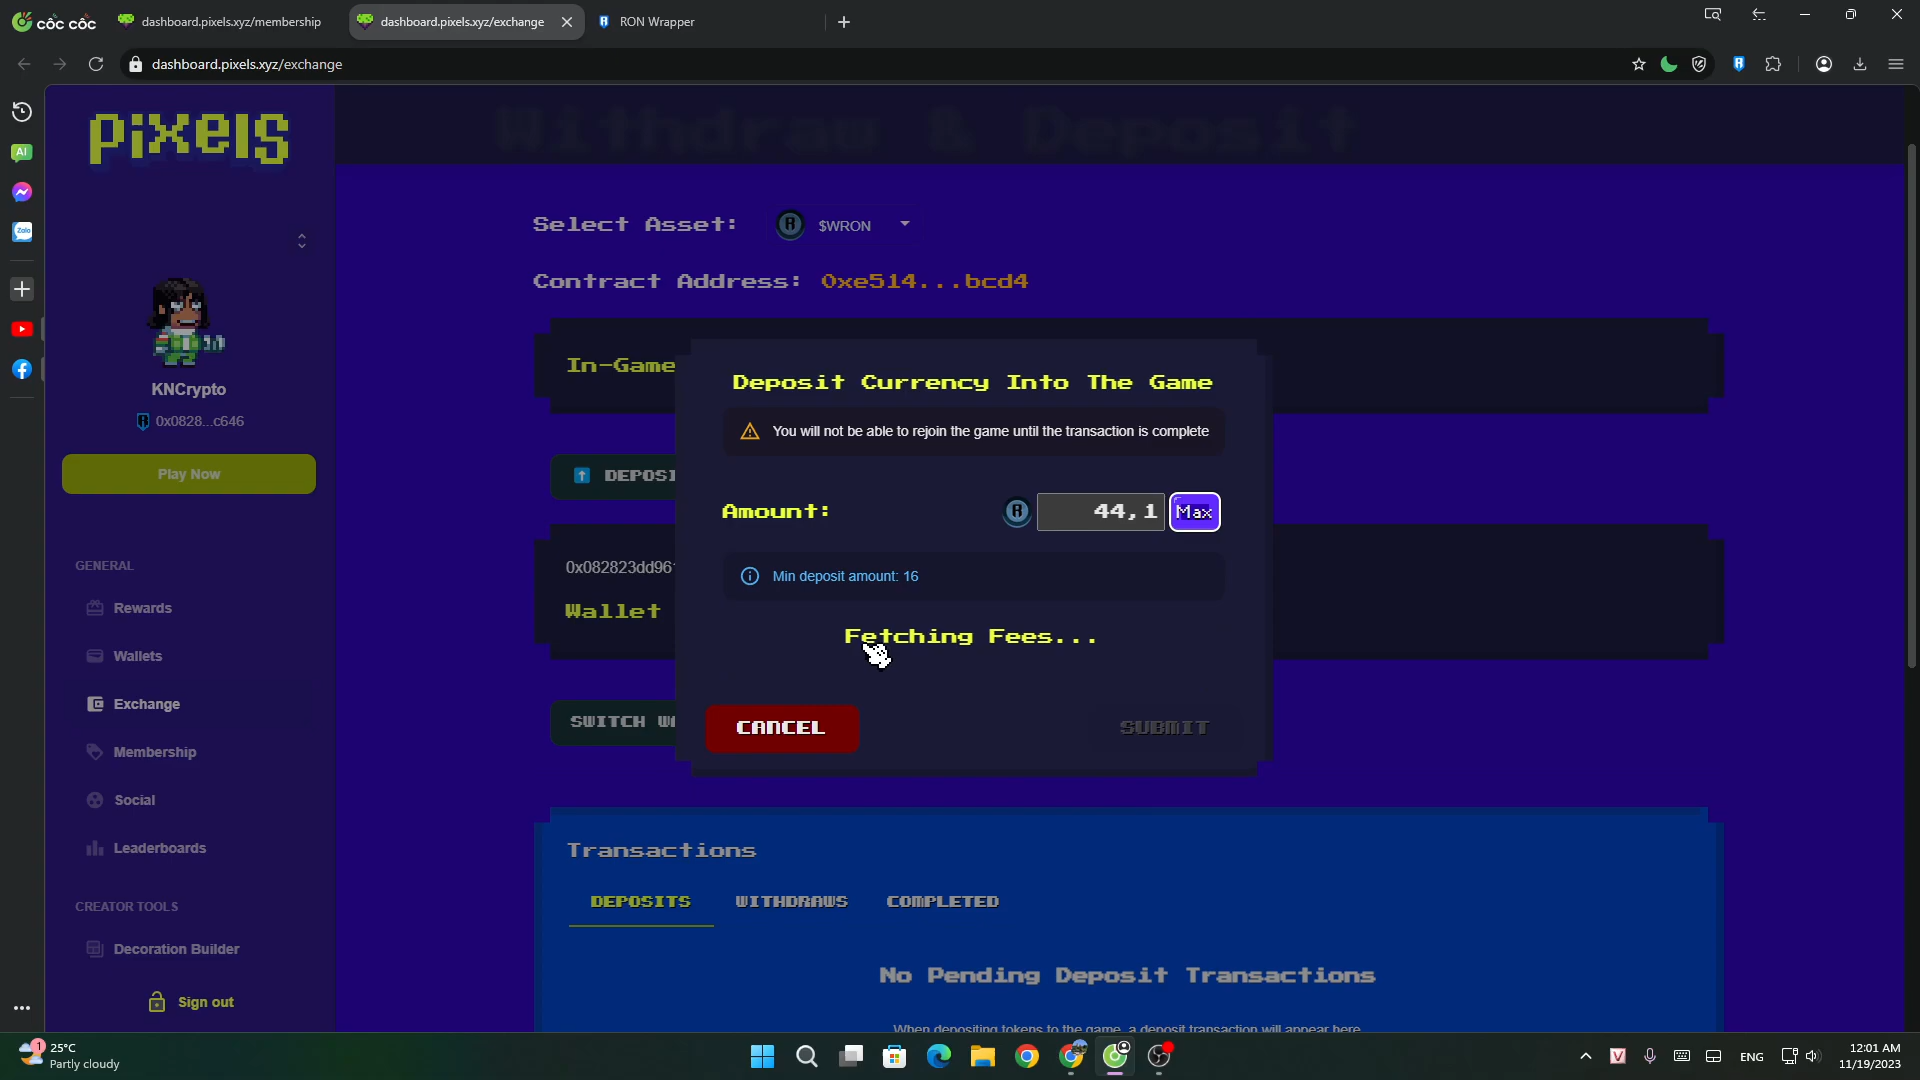 cốc cốc
dashboard.pixels.xyz/membership
dashboard.pixels.xyz/exchange
RON Wrapper
dashboard.pixels.xyz/exchange
AI
Zalo
pixels
KNCrypto
0x0828...c646
Play Now
GENERAL
Rewards
Wallets
Exchange
Membership
Social
Leaderboards
CREATOR TOOLS
Decoration Builder
Sign out
Withdraw & Deposit
Select Asset:
$WRON
Contract Address: 0xe514...bcd4
In-Game
DEPOSI
0x082823dd96
Wallet
SWITCH WA
Deposit Currency Into The Game
You will not be able to rejoin the game until the transaction is complete
Amount:
44,1
Max
Min deposit amount: 16
Fetching Fees...
CANCEL
SUBMIT
Transactions
DEPOSITS
WITHDRAWS
COMPLETED
No Pending Deposit Transactions
When depositing tokens to the game, a deposit transaction will appear here
1
25°C
Partly cloudy
V
ENG
12:01 AM
11/19/2023